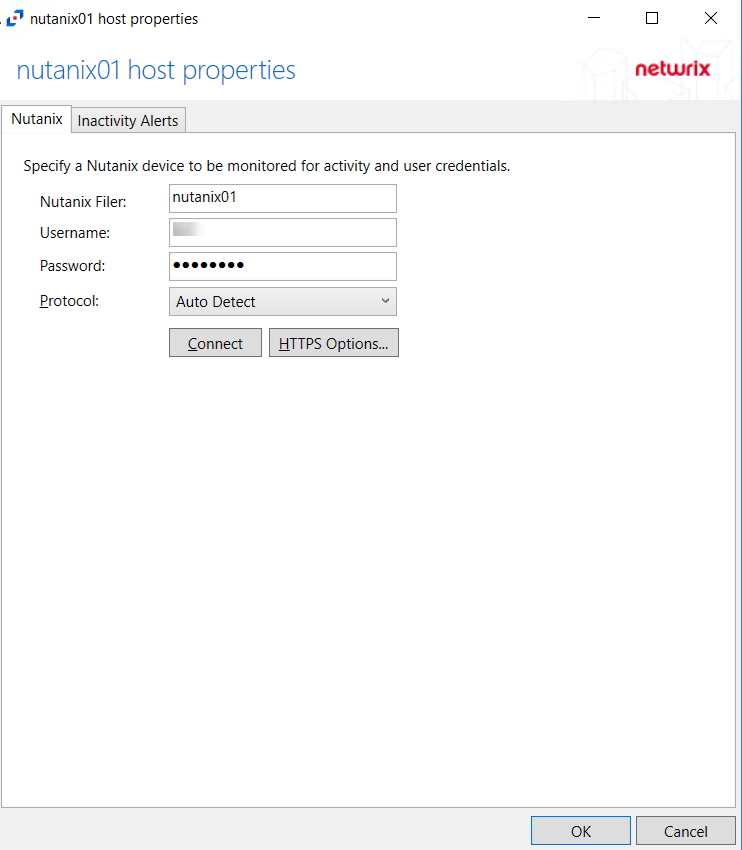 nutanix01 host properties
nutanix01 host properties
netwrix
Nutanix
Inactivity Alerts
Specify a Nutanix device to be monitored for activity and user credentials.
Nutanix Filer: nutanix01
Username:
Password: ●●●●●●●●
Protocol: Auto Detect
Connect
HTTPS Options...
OK
Cancel